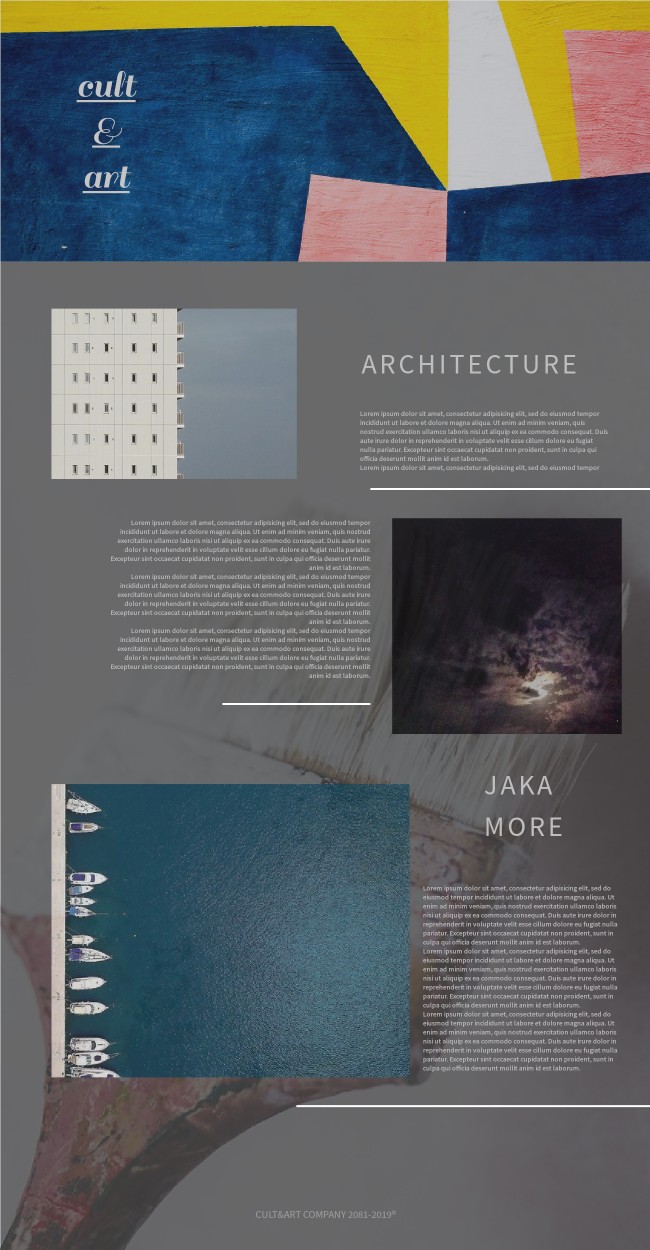 cult
&
art
ARCHITECTURE
Lorem ipsum dolor sit amet, consectetur adipisicing elit, sed do eiusmod tempor
incididunt ut labore et dolore magna aliqua. Ut enim ad minim veniam, quis
nostrud exercitation ullamco laboris nisi ut aliquip ex ea commodo consequat. Duis
aute irure dolor in reprehenderit in voluptate velit esse cillum dolore eu fugiat
nulla pariatur. Excepteur sint occaecat cupidatat non proident, sunt in culpa qui
officia deserunt mollit anim id est laborum.
Lorem ipsum dolor sit amet, consectetur adipisicing elit, sed do eiusmod tempor
Lorem ipsum dolor sit amet, consectetur adipisicing elit, sed do eiusmod tempor
incididunt ut labore et dolore magna aliqua. Ut enim ad minim veniam, quis nostrud
exercitation ullamco laboris nisi ut aliquip ex ea commodo consequat. Duis aute irure
dolor in reprehenderit in voluptate velit esse cillum dolore eu fugiat nulla pariatur.
Excepteur sint occaecat cupidatat non proident, sunt in culpa qui officia deserunt mollit
anim id est laborum.
Lorem ipsum dolor sit amet, consectetur adipisicing elit, sed do eiusmod tempor
incididunt ut labore et dolore magna aliqua. Ut enim ad minim veniam, quis nostrud
exercitation ullamco laboris nisi ut aliquip ex ea commodo consequat. Duis aute irure
dolor in reprehenderit in voluptate velit esse cillum dolore eu fugiat nulla pariatur.
Excepteur sint occaecat cupidatat non proident, sunt in culpa qui officia deserunt mollit
anim id est laborum.
Lorem ipsum dolor sit amet, consectetur adipisicing elit, sed do eiusmod tempor
incididunt ut labore et dolore magna aliqua. Ut enim ad minim veniam, quis nostrud
exercitation ullamco laboris nisi ut aliquip ex ea commodo consequat. Duis aute irure
dolor in reprehenderit in voluptate velit esse cillum dolore eu fugiat nulla pariatur.
Excepteur sint occaecat cupidatat non proident, sunt in culpa qui officia deserunt mollit
anim id est laborum.
JAKA
MORE
Lorem ipsum dolor sit amet, consectetur adipisicing elit, sed do
eiusmod tempor incididunt ut labore et dolore magna aliqua. Ut
enim ad minim veniam, quis nostrud exercitation ullamco laboris
nisi ut aliquip ex ea commodo consequat. Duis aute irure dolor in
reprehenderit in voluptate velit esse cillum dolore eu fugiat nulla
pariatur. Excepteur sint occaecat cupidatat non proident, sunt in
culpa qui officia deserunt mollit anim id est laborum.
Lorem ipsum dolor sit amet, consectetur adipisicing elit, sed do
eiusmod tempor incididunt ut labore et dolore magna aliqua. Ut
enim ad minim veniam, quis nostrud exercitation ullamco laboris
nisi ut aliquip ex ea commodo consequat. Duis aute irure dolor in
reprehenderit in voluptate velit esse cillum dolore eu fugiat nulla
pariatur. Excepteur sint occaecat cupidatat non proident, sunt in
culpa qui officia deserunt mollit anim id est laborum.
Lorem ipsum dolor sit amet, consectetur adipisicing elit, sed do
eiusmod tempor incididunt ut labore et dolore magna aliqua. Ut
enim ad minim veniam, quis nostrud exercitation ullamco laboris
nisi ut aliquip ex ea commodo consequat. Duis aute irure dolor in
reprehenderit in voluptate velit esse cillum dolore eu fugiat nulla
pariatur. Excepteur sint occaecat cupidatat non proident, sunt in
culpa qui officia deserunt mollit anim id est laborum.
CULT&ART COMPANY 2081-2019®